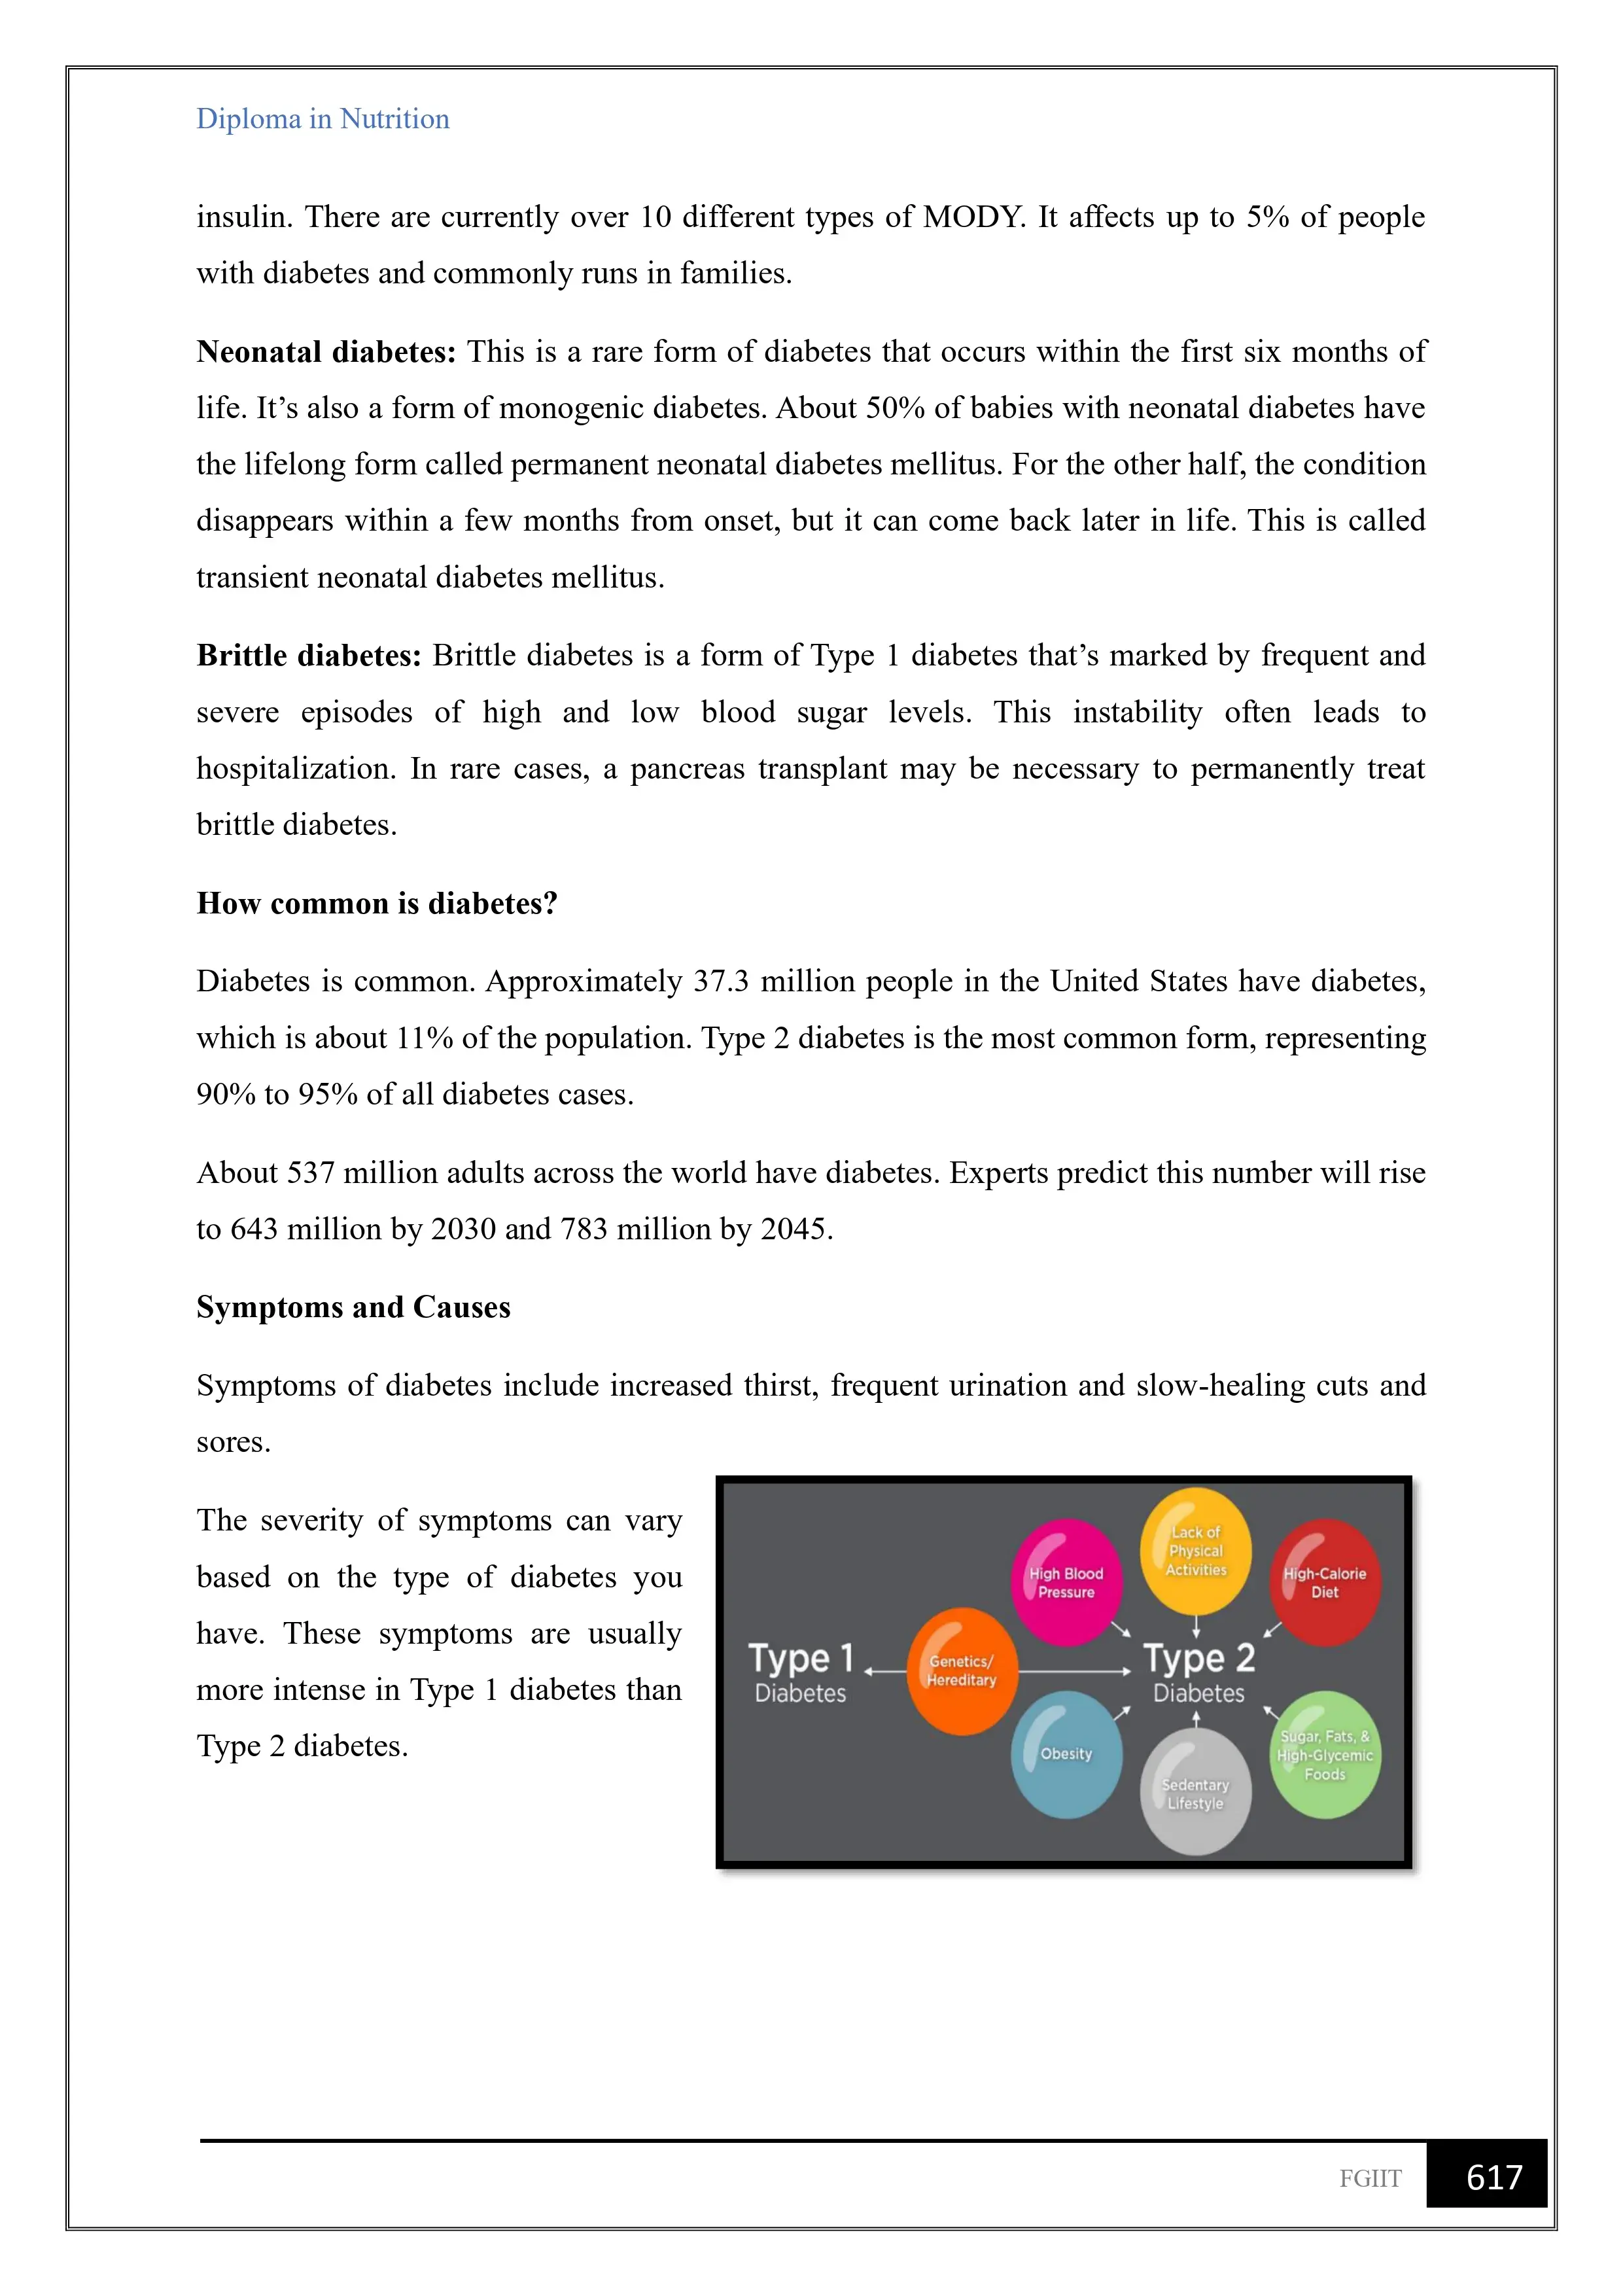 Diploma in Nutrition
insulin. There are currently over 10 different types of MODY. It affects up to 5% of people
with diabetes and commonly runs in families.
Neonatal diabetes: This is a rare form of diabetes that occurs within the first six months of
life. It’s also a form of monogenic diabetes. About 50% of babies with neonatal diabetes have
the lifelong form called permanent neonatal diabetes mellitus. For the other half, the condition
disappears within a few months from onset, but it can come back later in life. This is called
transient neonatal diabetes mellitus.
Brittle diabetes: Brittle diabetes is a form of Type 1 diabetes that’s marked by frequent and
severe episodes of high and low blood sugar levels. This instability often leads to
hospitalization. In rare cases, a pancreas transplant may be necessary to permanently treat
brittle diabetes.
How common is diabetes?
Diabetes is common. Approximately 37.3 million people in the United States have diabetes,
which is about 11% of the population. Type 2 diabetes is the most common form, representing
90% to 95% of all diabetes cases.
About 537 million adults across the world have diabetes. Experts predict this number will rise
to 643 million by 2030 and 783 million by 2045.
Symptoms and Causes
Symptoms of diabetes include increased thirst, frequent urination and slow-healing cuts and
sores.
The severity of symptoms can vary
based on the type of diabetes you
have. These symptoms are usually
more intense in Type 1 diabetes than
Type 2 diabetes.
Type 1
Diabetes
Genetics/
Hereditary
High Blood
Pressure
Lack of
Physical
Activities
High-Calorie
Diet
Type 2
Diabetes
Obesity
Sedentary
Lifestyle
Sugar, Fats, &
High-Glycemic
Foods
FGIIT
617